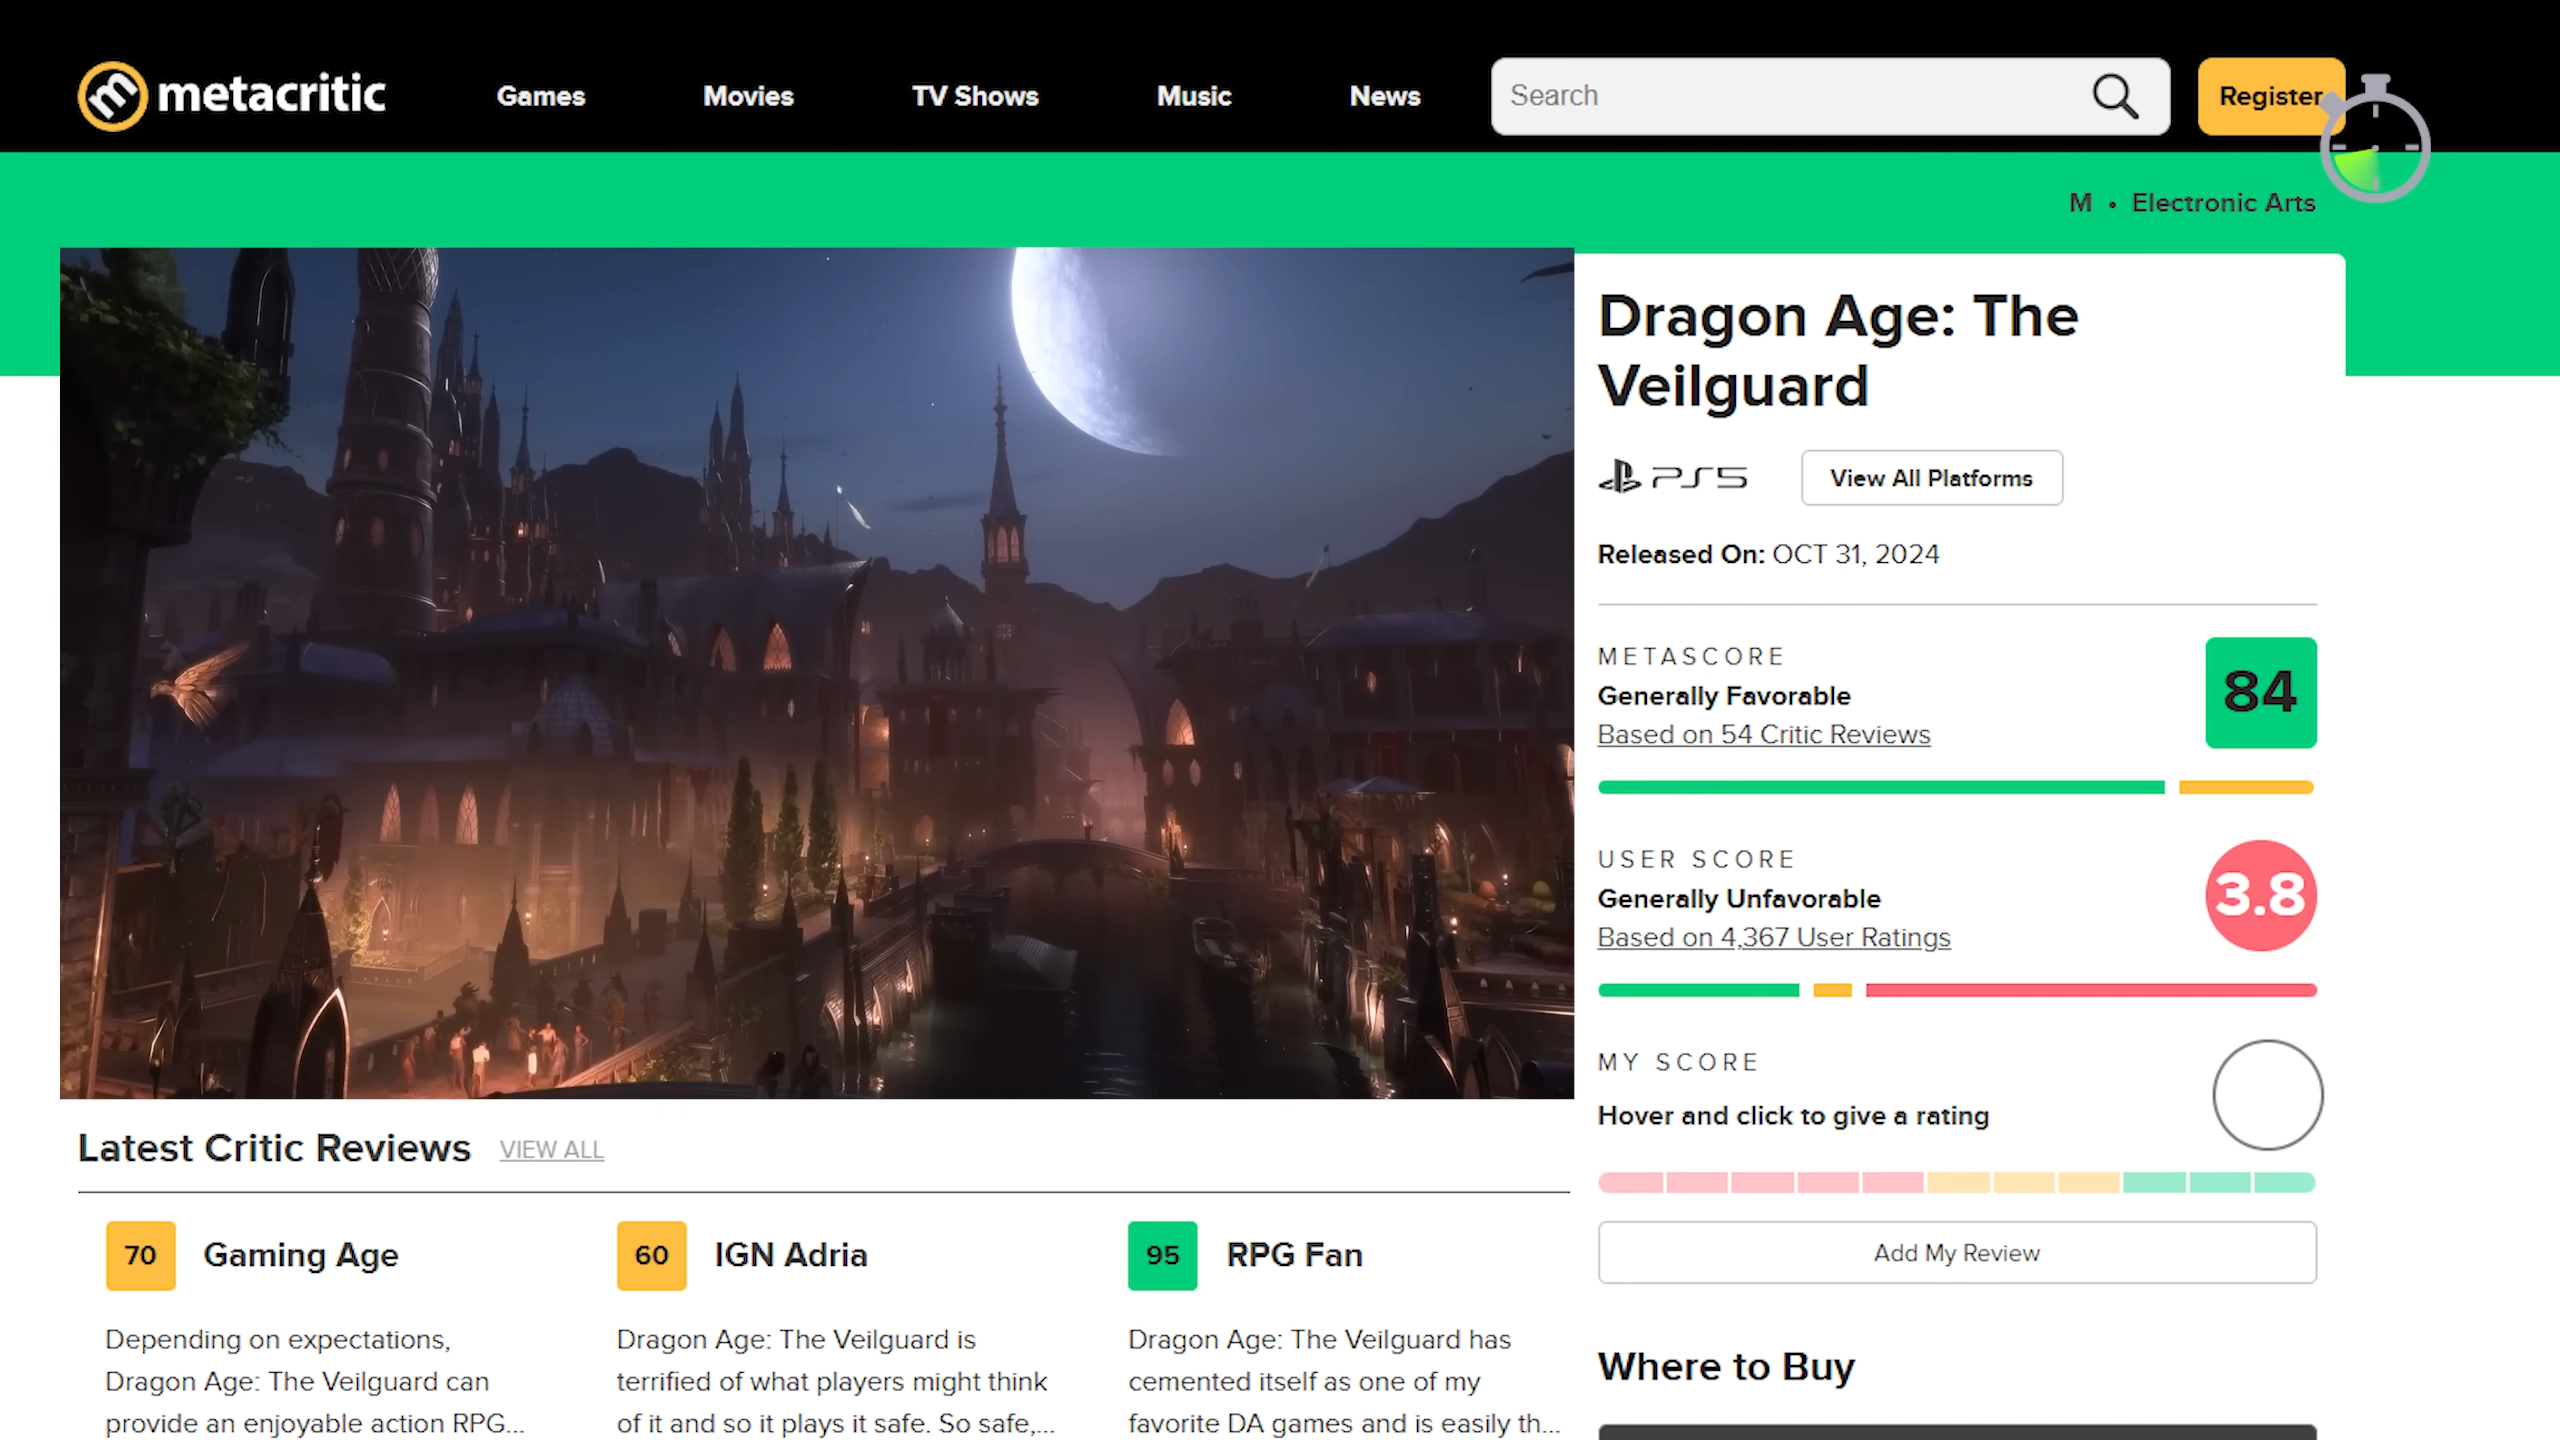 metacritic
Games
Movies
TV Shows
Music
News
Search
Register
M • Electronic Arts
Dragon Age: The
Veilguard
PS5
View All Platforms
Released On: OCT 31, 2024
METASCORE
Generally Favorable
Based on 54 Critic Reviews
84
USER SCORE
Generally Unfavorable
Based on 4,367 User Ratings
3.8
MY SCORE
Hover and click to give a rating
Add My Review
Where to Buy
Latest Critic Reviews
VIEW ALL
70
Gaming Age
Depending on expectations,
Dragon Age: The Veilguard can
provide an enjoyable action RPG...
60
IGN Adria
Dragon Age: The Veilguard is
terrified of what players might think
of it and so it plays it safe. So safe,...
95
RPG Fan
Dragon Age: The Veilguard has
cemented itself as one of my
favorite DA games and is easily th...